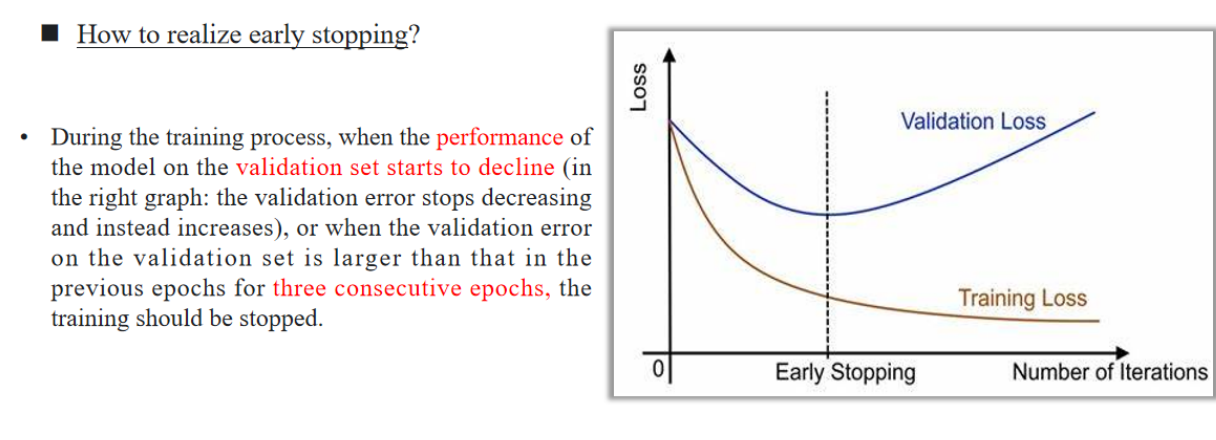 ■ How to realize early stopping?
• During the training process, when the performance of
the model on the validation set starts to decline (in
the right graph: the validation error stops decreasing
and instead increases), or when the validation error
on the validation set is larger than that in the
previous epochs for three consecutive epochs, the
training should be stopped.
Loss
Validation Loss
Training Loss
0
Early Stopping
Number of Iterations